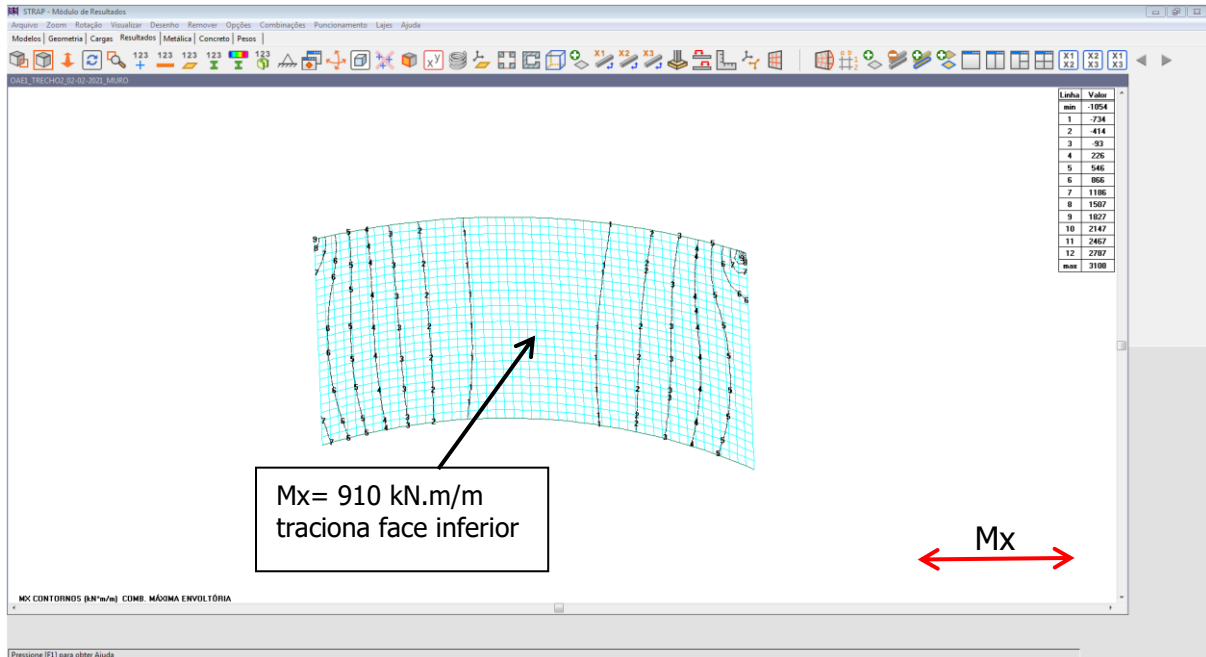 STRAP - Módulo de Resultados
Arquivo Zoom Rotação Visualizar Desenho Remover Opções Combinações Puncionamento Lajes Ajuda
Modelos Geometria Cargas Resultados Metálica Concreto Pesos
OAE1_TRECHO2_02-02-2021_MURO
Linha Valor
min -1054
1 -734
2 -414
3 -93
4 226
5 546
6 866
7 1186
8 1507
9 1827
10 2147
11 2467
12 2787
max 3108
Mx= 910 kN.m/m
traciona face inferior
Mx
MX CONTORNOS (kN*m/m) COMB. MÁXIMA ENVOLTÓRIA
Pressione [F1] para obter Ajuda